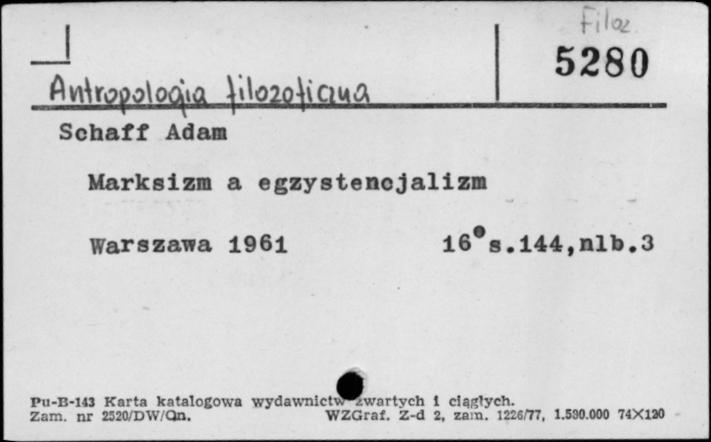 Filoz.
5280
Antropologia filozoficzna
Schaff Adam
Marksizm a egzystencjalizm
Warszawa 1961 16° s.144,nlb.3
Pu-B-143 Karta katalogowa wydawnictw zwartych i ciągłych.
Zam. nr 2520/DW/Qn. WZGraf. Z-d 2, zam. 1226/77, 1.590.000 74X120